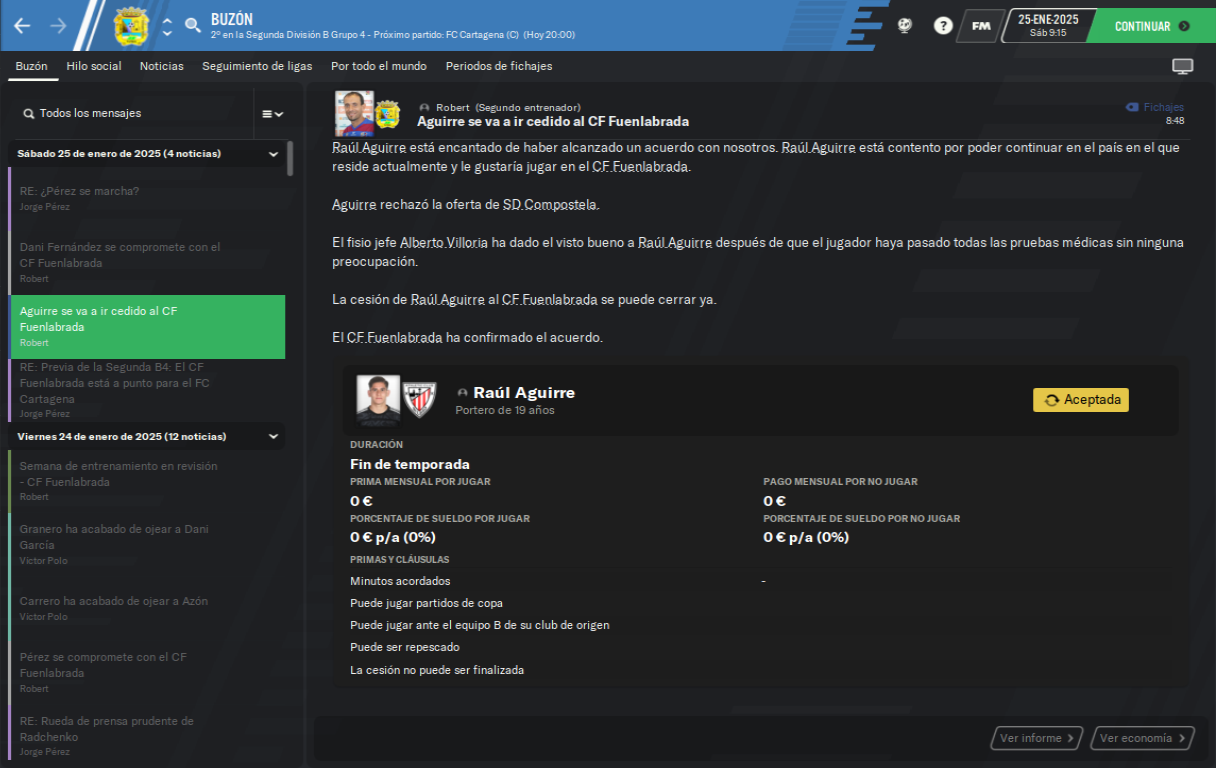 BUZÓN
2º en la Segunda División B Grupo 4 - Próximo partido: FC Cartagena (C) (Hoy 20:00)
?
FM
25-ENE-2025
Sáb 9:15
CONTINUAR
Buzón
Hilo social
Noticias
Seguimiento de ligas
Por todo el mundo
Periodos de fichajes
Todos los mensajes
Sábado 25 de enero de 2025 (4 noticias)
RE: ¿Pérez se marcha?
Jorge Pérez
Dani Fernández se compromete con el
CF Fuenlabrada
Robert
Aguirre se va a ir cedido al CF
Fuenlabrada
Robert
RE: Previa de la Segunda B4: El CF
Fuenlabrada está a punto para el FC
Cartagena
Jorge Pérez
Viernes 24 de enero de 2025 (12 noticias)
Semana de entrenamiento en revisión
- CF Fuenlabrada
Robert
Granero ha acabado de ojear a Dani
García
Víctor Polo
Carrero ha acabado de ojear a Azón
Víctor Polo
Pérez se compromete con el CF
Fuenlabrada
Robert
RE: Rueda de prensa prudente de
Radchenko
Jorge Pérez
Robert (Segundo entrenador)
Aguirre se va a ir cedido al CF Fuenlabrada
Fichajes
8:48
Raúl Aguirre está encantado de haber alcanzado un acuerdo con nosotros. Raúl Aguirre está contento por poder continuar en el país en el que
reside actualmente y le gustaría jugar en el CF Fuenlabrada.
Aguirre rechazó la oferta de SD Compostela.
El fisio jefe Alberto Villoria ha dado el visto bueno a Raúl Aguirre después de que el jugador haya pasado todas las pruebas médicas sin ninguna
preocupación.
La cesión de Raúl Aguirre al CF Fuenlabrada se puede cerrar ya.
El CF Fuenlabrada ha confirmado el acuerdo.
Raúl Aguirre
Portero de 19 años
Aceptada
DURACIÓN
Fin de temporada
PRIMA MENSUAL POR JUGAR
PAGO MENSUAL POR NO JUGAR
0 €
0 €
PORCENTAJE DE SUELDO POR JUGAR
PORCENTAJE DE SUELDO POR NO JUGAR
0 € p/a (0%)
0 € p/a (0%)
PRIMAS Y CLÁUSULAS
Minutos acordados -
Puede jugar partidos de copa
Puede jugar ante el equipo B de su club de origen
Puede ser repescado
La cesión no puede ser finalizada
Ver informe
Ver economía